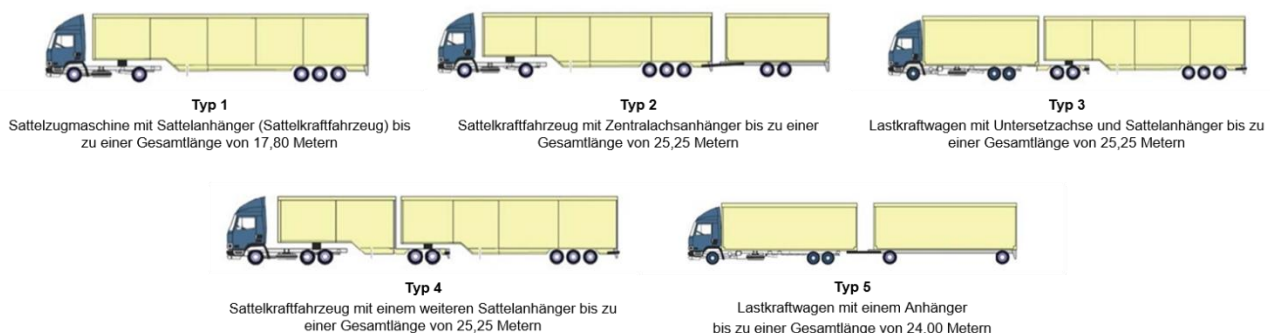 Typ 1
Sattelzugmaschine mit Sattelanhänger (Sattelkraftfahrzeug) bis
zu einer Gesamtlänge von 17,80 Metern
Typ 2
Sattelkraftfahrzeug mit Zentralachsanhänger bis zu einer
Gesamtlänge von 25,25 Metern
Typ 3
Lastkraftwagen mit Untersetzachse und Sattelanhänger bis zu
einer Gesamtlänge von 25,25 Metern
Typ 4
Sattelkraftfahrzeug mit einem weiteren Sattelanhänger bis zu
einer Gesamtlänge von 25,25 Metern
Typ 5
Lastkraftwagen mit einem Anhänger
bis zu einer Gesamtlänge von 24,00 Metern